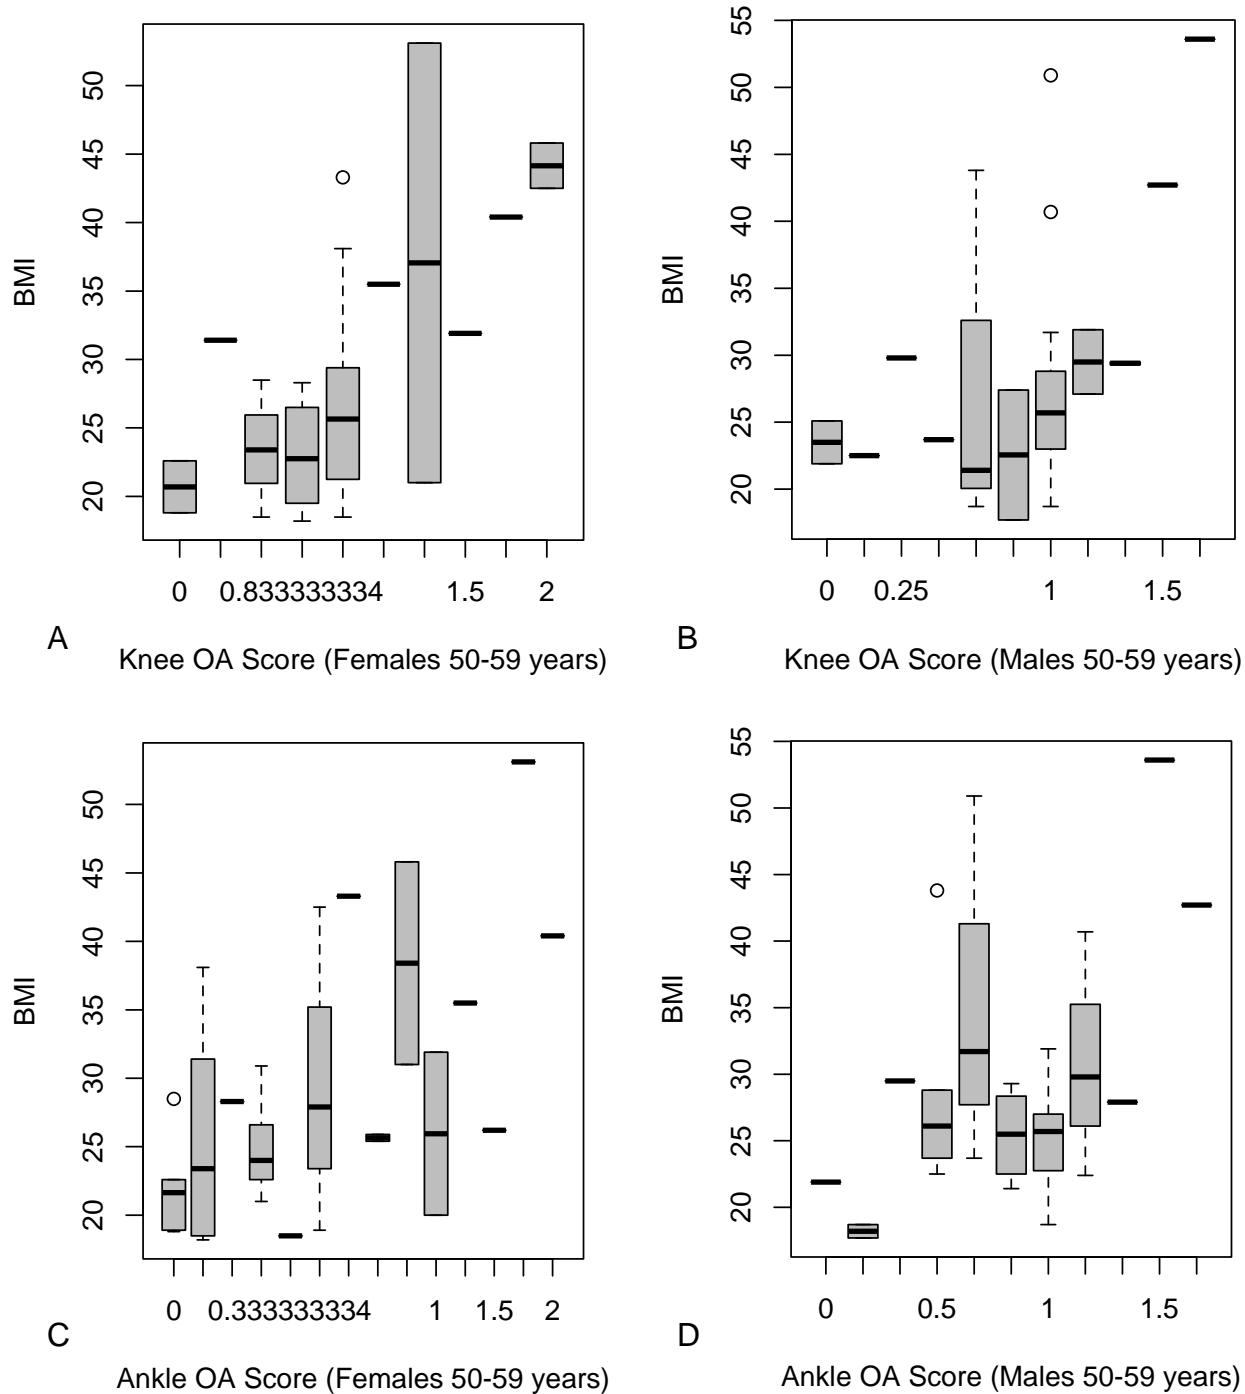 50
45
40
35
30
25
20
BMI
0 0.833333334 1.5 2
A
Knee OA Score (Females 50-59 years)
55
50
45
40
35
30
25
20
BMI
0 0.25 1 1.5
B
Knee OA Score (Males 50-59 years)
50
45
40
35
30
25
20
BMI
0 0.333333334 1 1.5 2
C
Ankle OA Score (Females 50-59 years)
55
50
45
40
35
30
25
20
BMI
0 0.5 1 1.5
D
Ankle OA Score (Males 50-59 years)